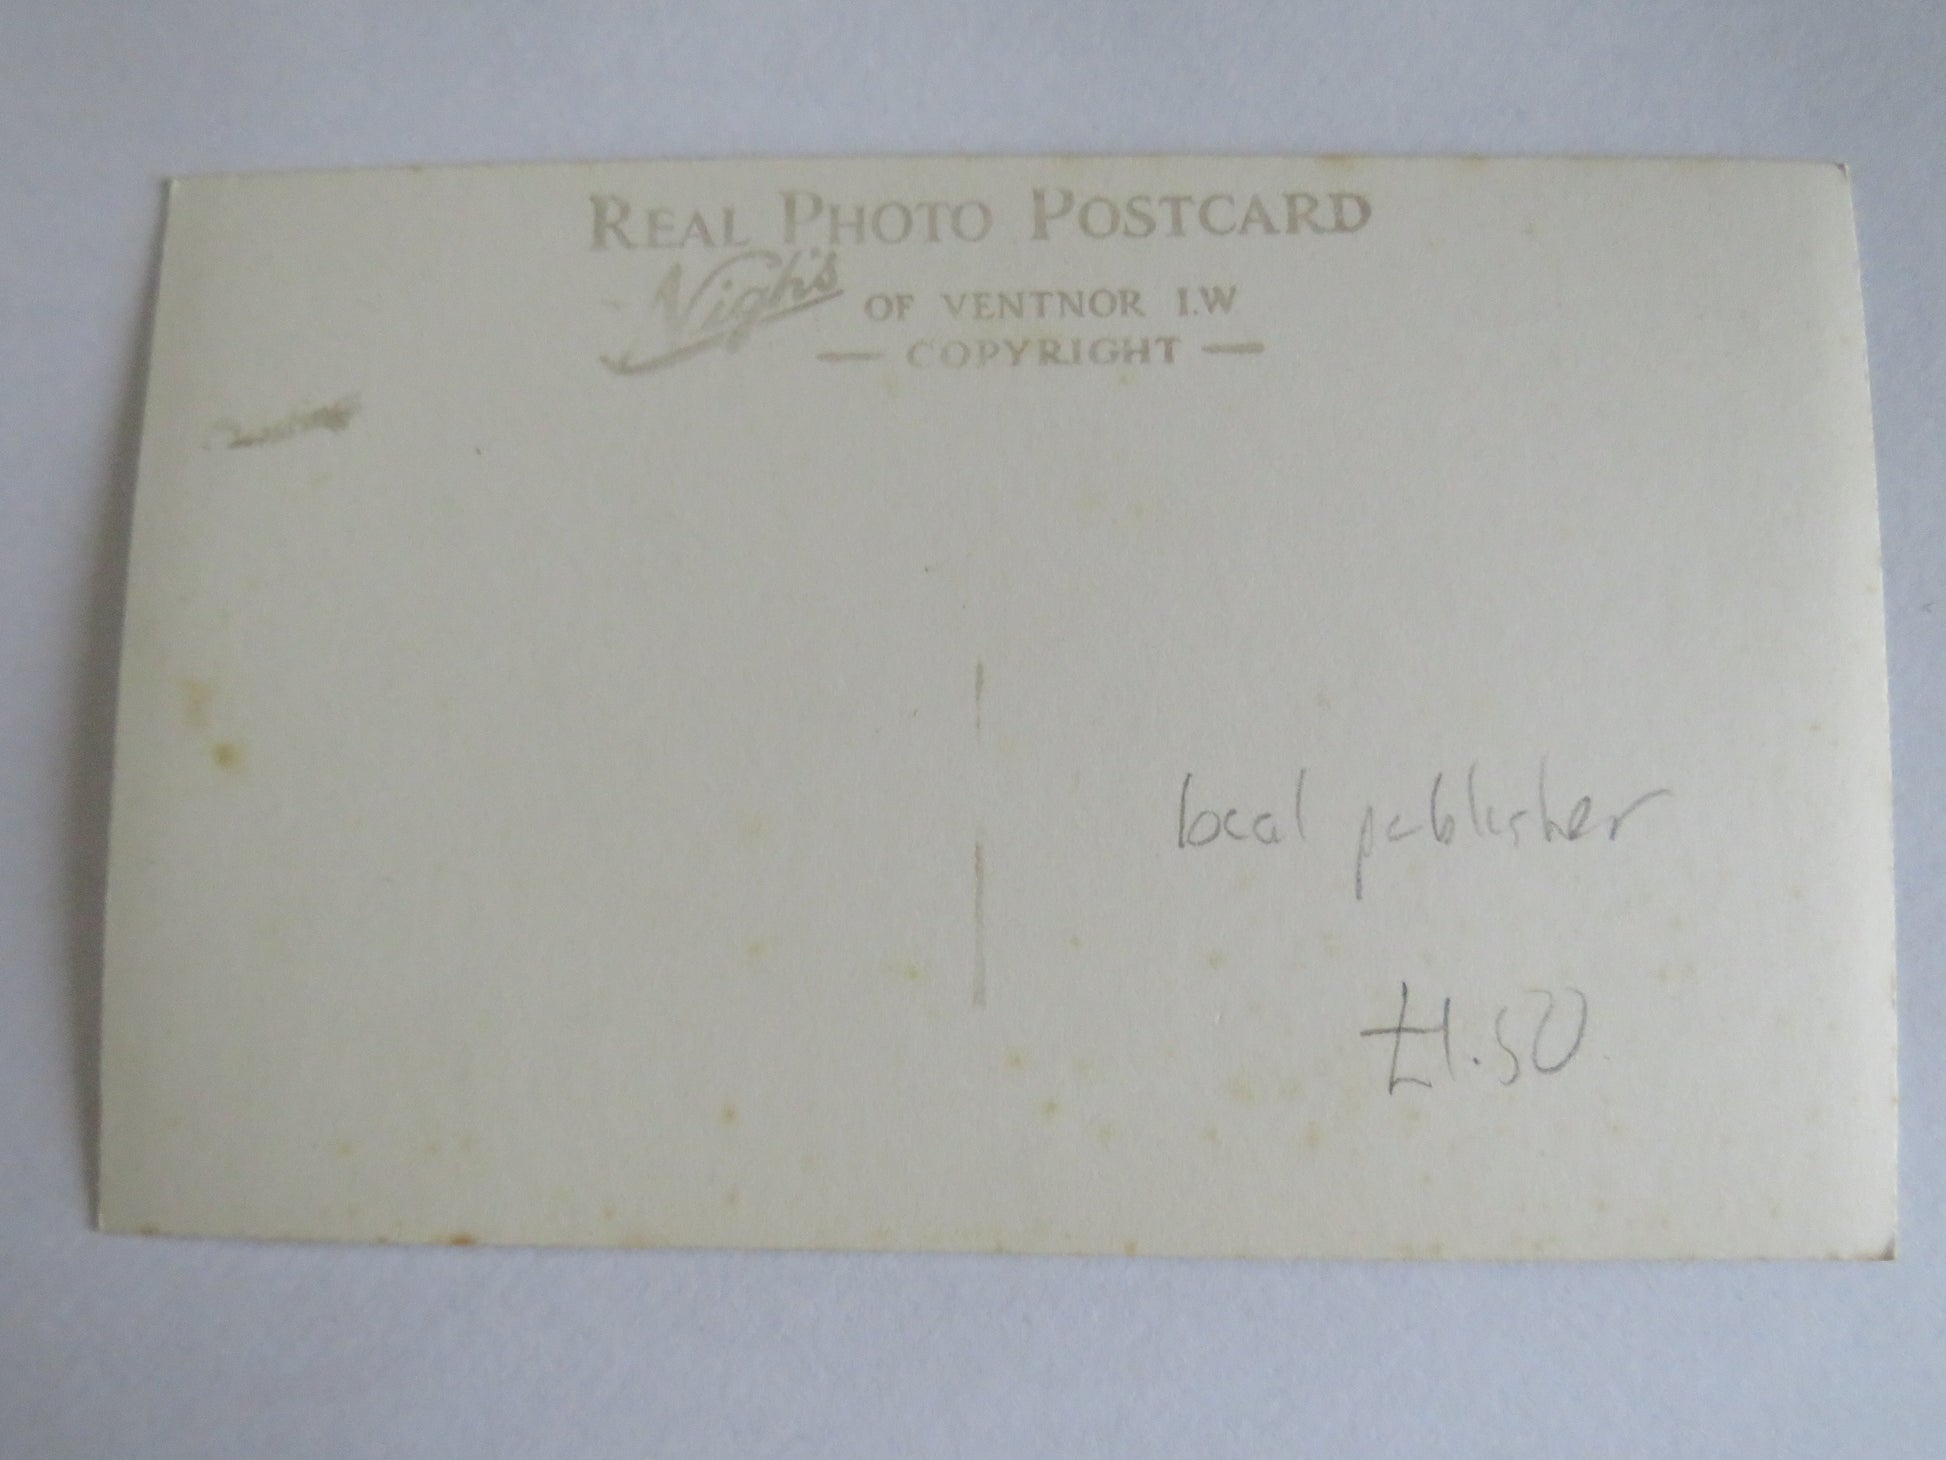 REAL PHOTO POSTCARD
Nigh's OF VENTNOR I.W
— COPYRIGHT —
local publisher
£1.50